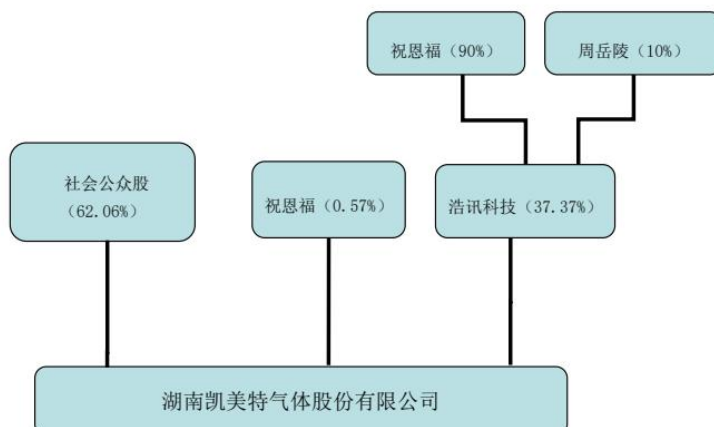 祝恩福（90%）
周岳陵（10%）
社会公众股
（62.06%）
祝恩福（0.57%）
浩讯科技（37.37%）
湖南凯美特气体股份有限公司